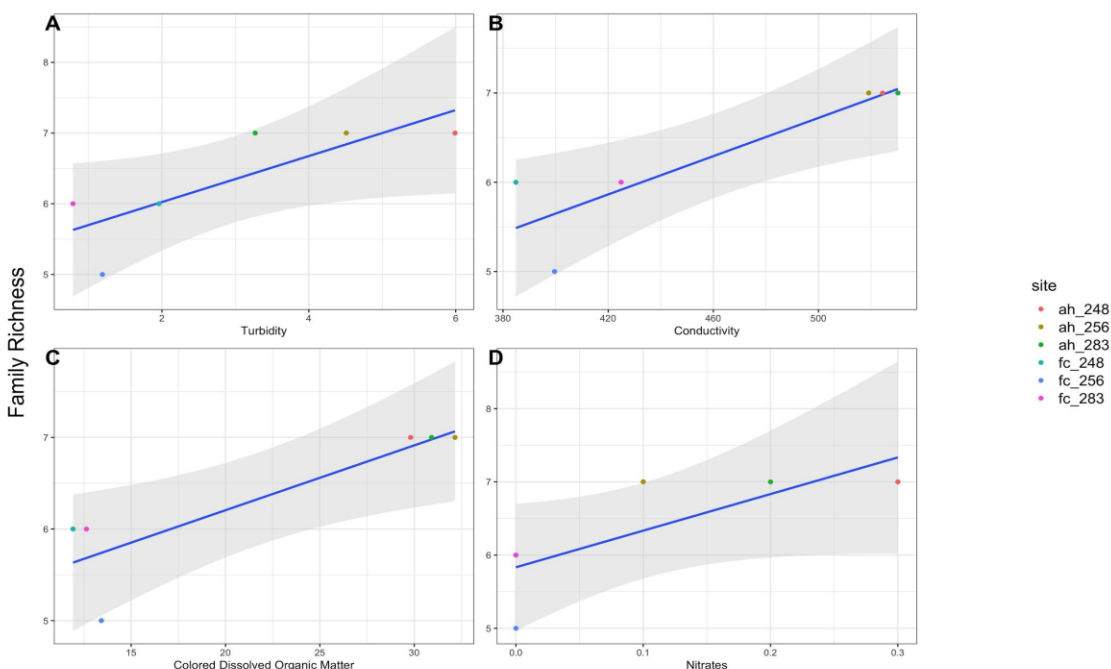 A
8
7
6
5
2
4
6
Turbidity
B
7
6
5
380
420
460
500
Conductivity
Family Richness
C
7
6
5
15
20
25
30
Colored Dissolved Organic Matter
D
8
7
6
5
0.0
0.1
0.2
0.3
Nitrates
site
ah_248
ah_256
ah_283
fc_248
fc_256
fc_283